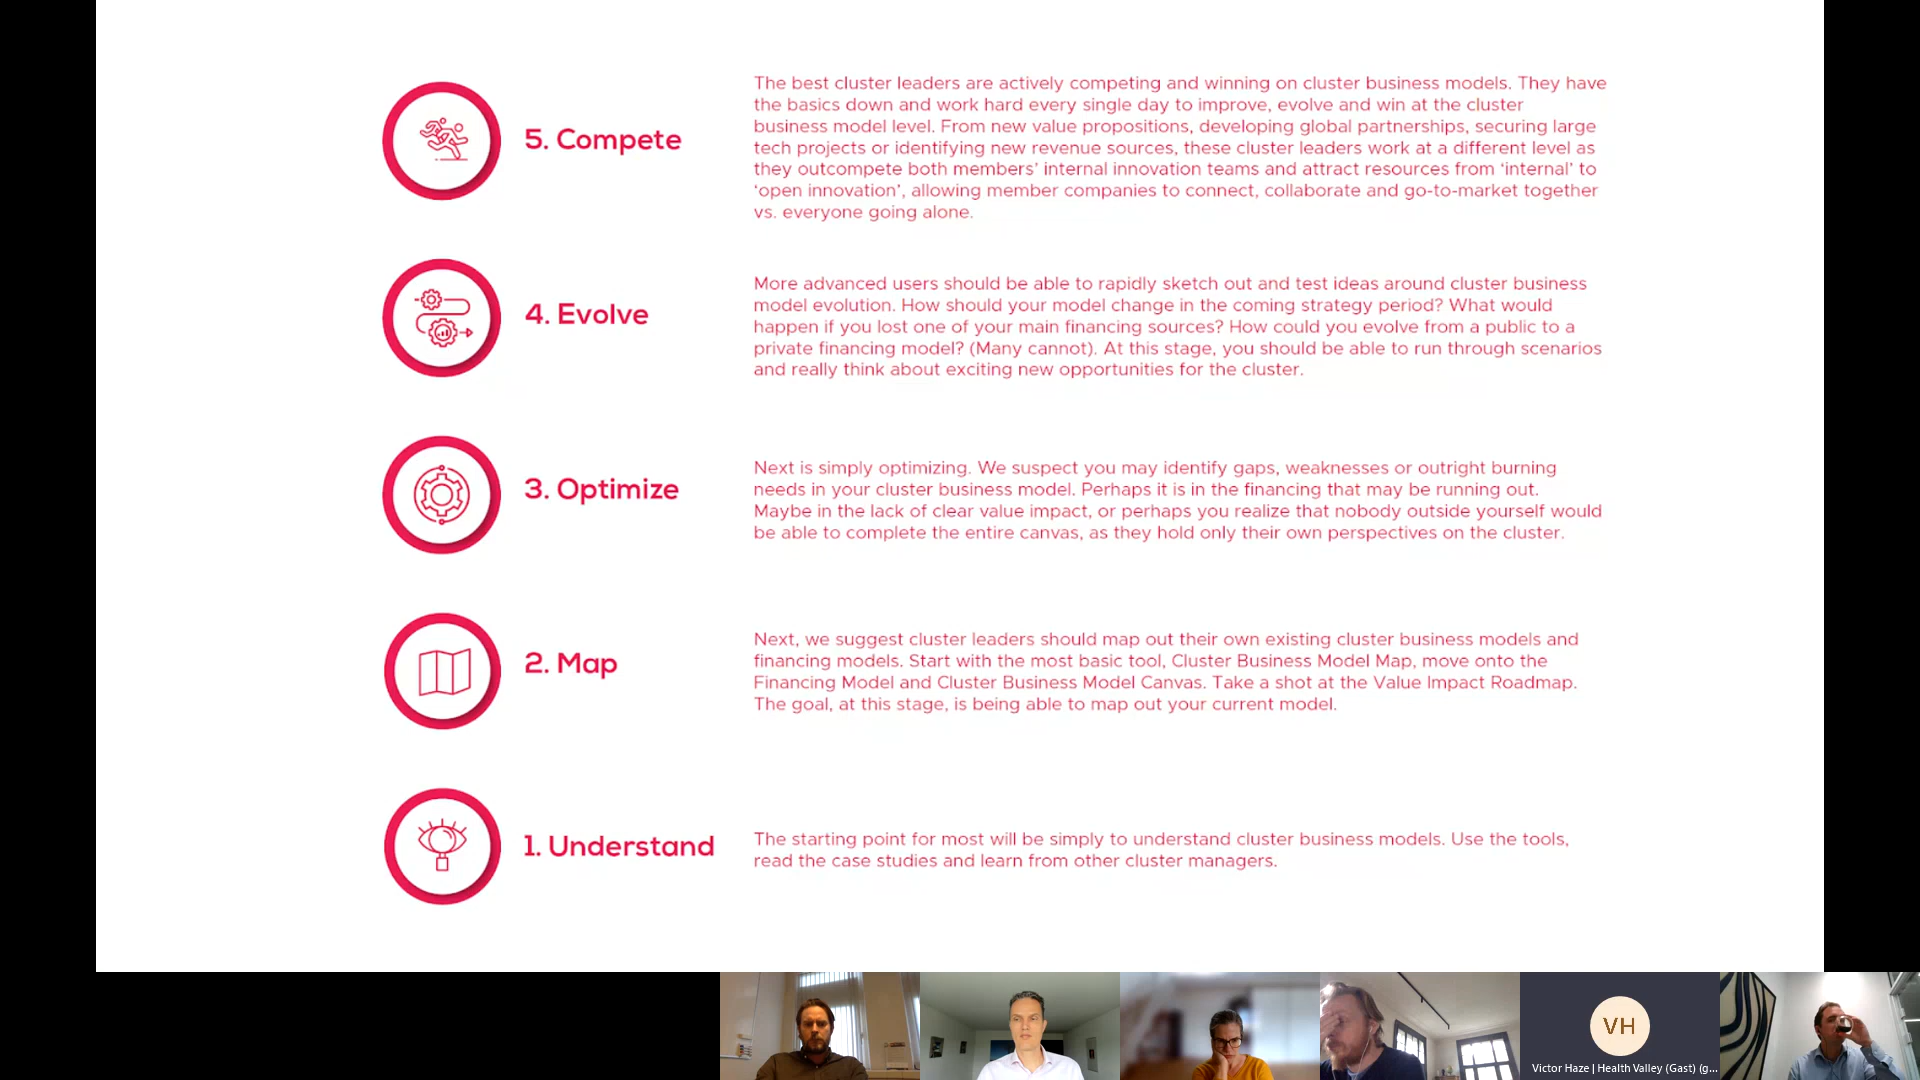 5. Compete
The best cluster leaders are actively competing and winning on cluster business models. They have
the basics down and work hard every single day to improve, evolve and win at the cluster
business model level. From new value propositions, developing global partnerships, securing large
tech projects or identifying new revenue sources, these cluster leaders work at a different level as
they outcompete both members’ internal innovation teams and attract resources from ‘internal’ to
‘open innovation’, allowing member companies to connect, collaborate and go-to-market together
vs. everyone going alone.
4. Evolve
More advanced users should be able to rapidly sketch out and test ideas around cluster business
model evolution. How should your model change in the coming strategy period? What would
happen if you lost one of your main financing sources? How could you evolve from a public to a
private financing model? (Many cannot). At this stage, you should be able to run through scenarios
and really think about exciting new opportunities for the cluster.
3. Optimize
Next is simply optimizing. We suspect you may identify gaps, weaknesses or outright burning
needs in your cluster business model. Perhaps it is in the financing that may be running out.
Maybe in the lack of clear value impact, or perhaps you realize that nobody outside yourself would
be able to complete the entire canvas, as they hold only their own perspectives on the cluster.
2. Map
Next, we suggest cluster leaders should map out their own existing cluster business models and
financing models. Start with the most basic tool, Cluster Business Model Map, move onto the
Financing Model and Cluster Business Model Canvas. Take a shot at the Value Impact Roadmap.
The goal, at this stage, is being able to map out your current model.
1. Understand
The starting point for most will be simply to understand cluster business models. Use the tools,
read the case studies and learn from other cluster managers.
VH
Victor Haze | Health Valley (Gast) (g...